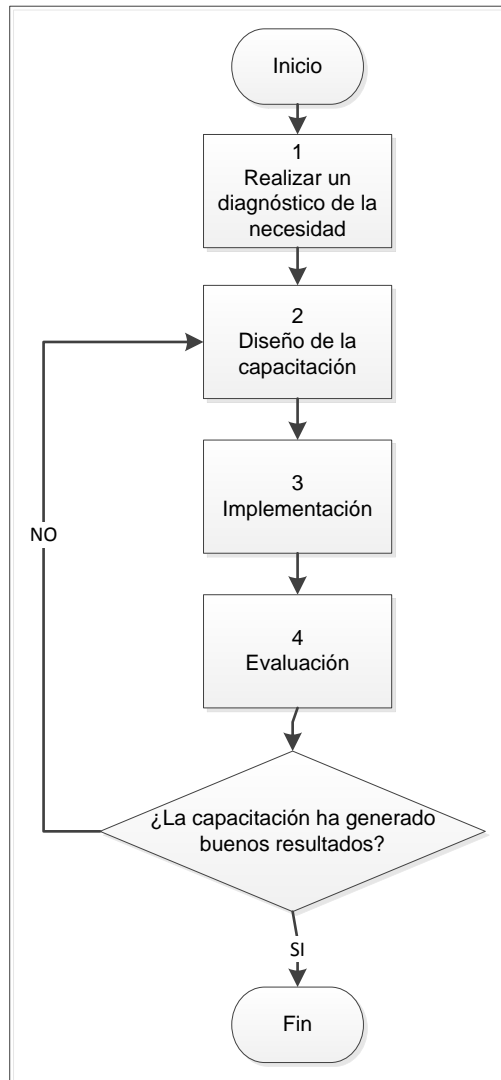 Inicio
1
Realizar un
diagnóstico de la
necesidad
2
Diseño de la
capacitación
3
Implementación
NO
4
Evaluación
¿La capacitación ha generado
buenos resultados?
SI
Fin